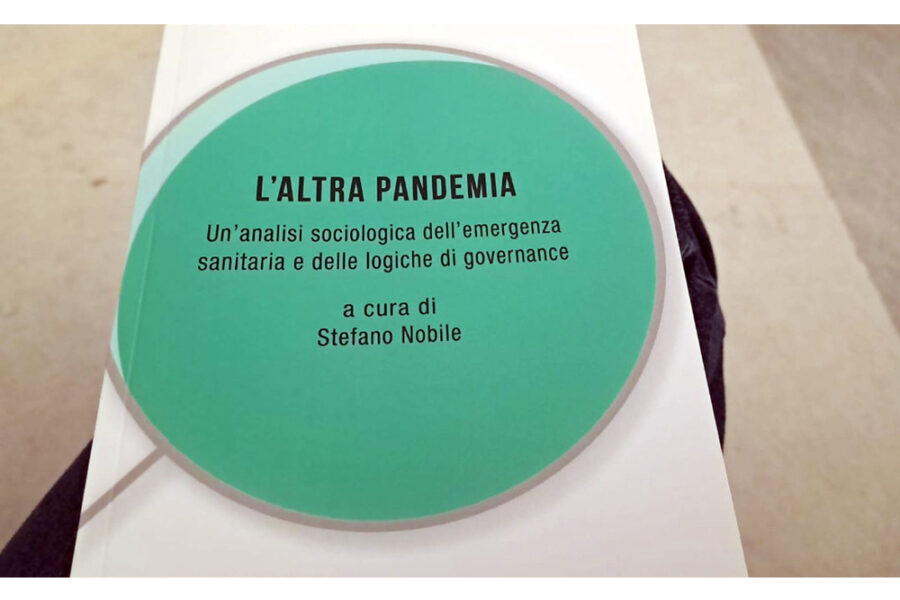 L'ALTRA PANDEMIA
Un'analisi sociologica dell'emergenza
sanitaria e delle logiche di governance
a cura di
Stefano Nobile